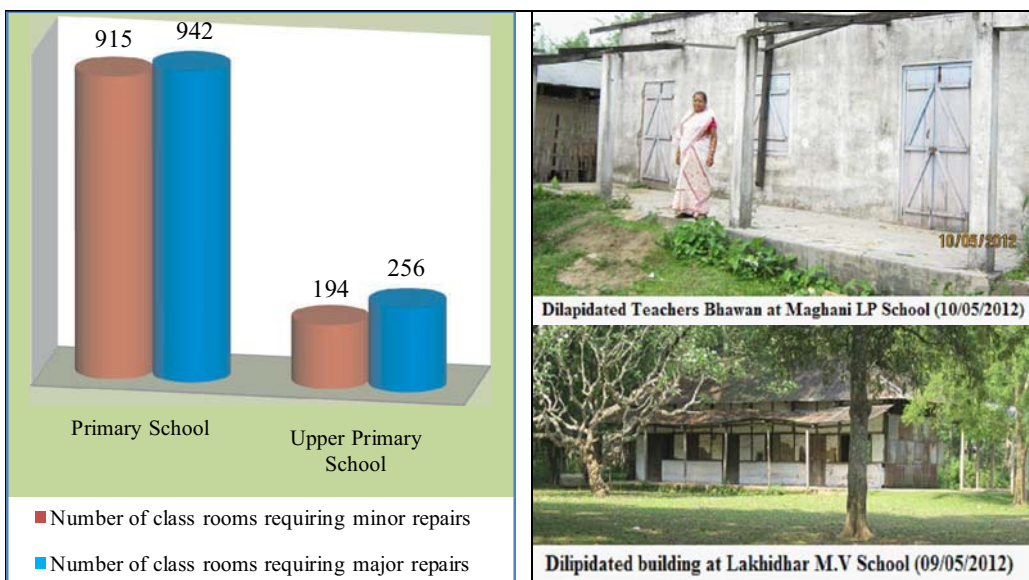 915
942
194
256
Primary School
Upper Primary
School
Number of class rooms requiring minor repairs
Number of class rooms requiring major repairs
10/05/2012
Dilapidated Teachers Bhawan at Maghani LP School (10/05/2012)
Dilipidated building at Lakhidhar M.V School (09/05/2012)